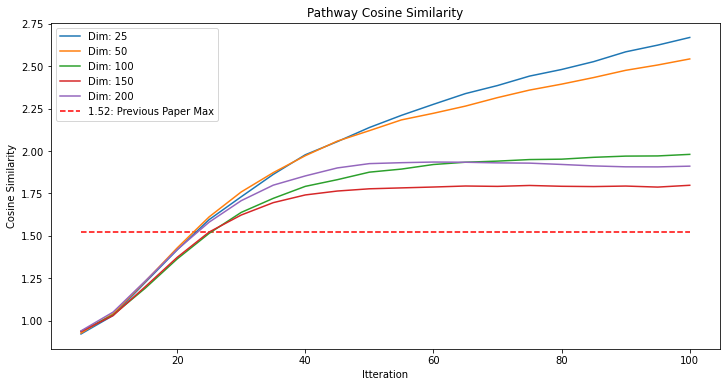 Pathway Cosine Similarity
2.75
2.50
2.25
2.00
1.75
1.50
1.25
1.00
Cosine Similarity
Dim: 25
Dim: 50
Dim: 100
Dim: 150
Dim: 200
1.52: Previous Paper Max
20
40
60
80
100
Itteration